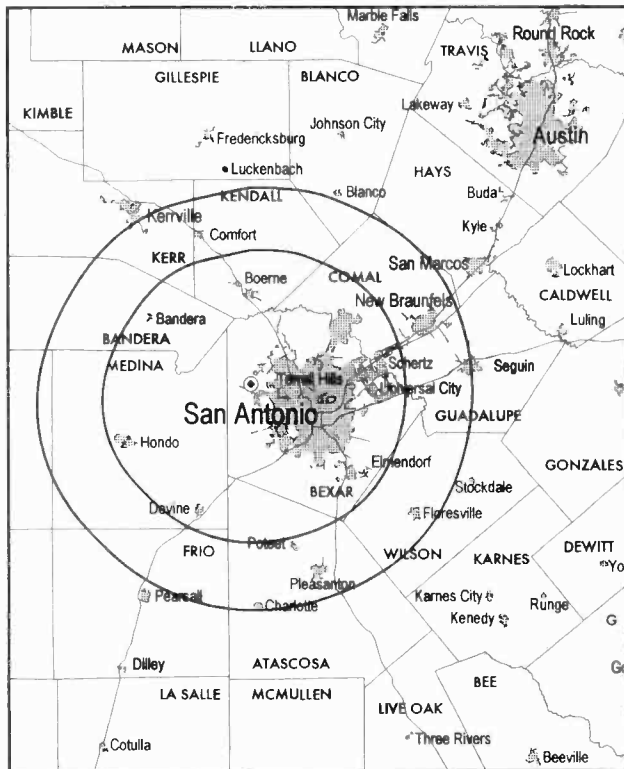 Marble Falls
Round Rock
MASON
LLANO
TRAVIS
GILLESPIE
BLANCO
KIMBLE
Lakeway
Johnson City
Austin
Fredericksburg
Luckenbach
HAYS
KENDALL
Blanco
Buda
Kerrville
Kyle
Comfort
KERR
San Marcos
Lockhart
Boerne
COMAL
CALDWELL
New Braunfels
Bandera
Luling
BANDERA
MEDINA
Schertz
Seguin
Terrell Hills
Universal City
San Antonio
GUADALUPE
Hondo
Elmendorf
GONZALES
BEXAR
Stockdale
Devine
Floresville
FRIO
Poteet
WILSON
KARNES
DEWITT
Yo
Pleasanton
Pearsall
Charlotte
Karnes City
Runge
Kenedy
G
Dilley
ATASCOSA
Go
BEE
LA SALLE
MCMULLEN
LIVE OAK
Cotulla
Three Rivers
Beeville